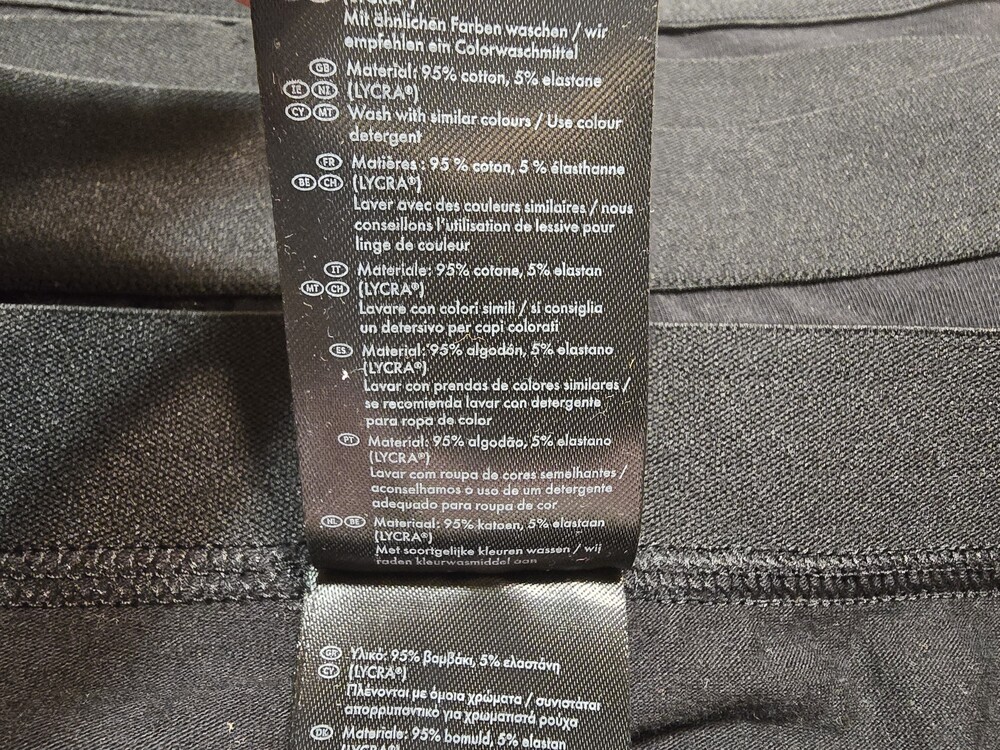 (LYCRA®)
Mit ähnlichen Farben waschen / wir
empfehlen ein Colorwaschmittel
GB Material: 95% cotton, 5% elastane
IE NL (LYCRA®)
CY MT Wash with similar colours / Use colour
detergent
FR Matières : 95 % coton, 5 % élasthanne
BE CH (LYCRA®)
Laver avec des couleurs similaires / nous
conseillons l'utilisation de lessive pour
linge de couleur
IT Materiale: 95% cotone, 5% elastan
MT CH (LYCRA®)
Lavare con colori simili / si consiglia
un detersivo per capi colorati
ES Material: 95% algodón, 5% elastano
(LYCRA®)
Lavar con prendas de colores similares /
se recomienda lavar con detergente
para ropa de color
PT Material: 95% algodão, 5% elastano
(LYCRA®)
Lavar com roupa de cores semelhantes /
aconselhamos o uso de um detergente
adequado para roupa de cor
NL BE Materiaal: 95% katoen, 5% elastaan
(LYCRA®)
Met soortgelijke kleuren wassen / wij
raden kleurwasmiddel aan
GR Υλικό: 95% βαμβάκι, 5% ελαστάνη
CY (LYCRA®)
Πλένονται με όμοια χρώματα / συνιστάται
απορρυπαντικό για χρωματιστά ρούχα
DK Materiale: 95% bomuld, 5% elastan
(LYCRA®)